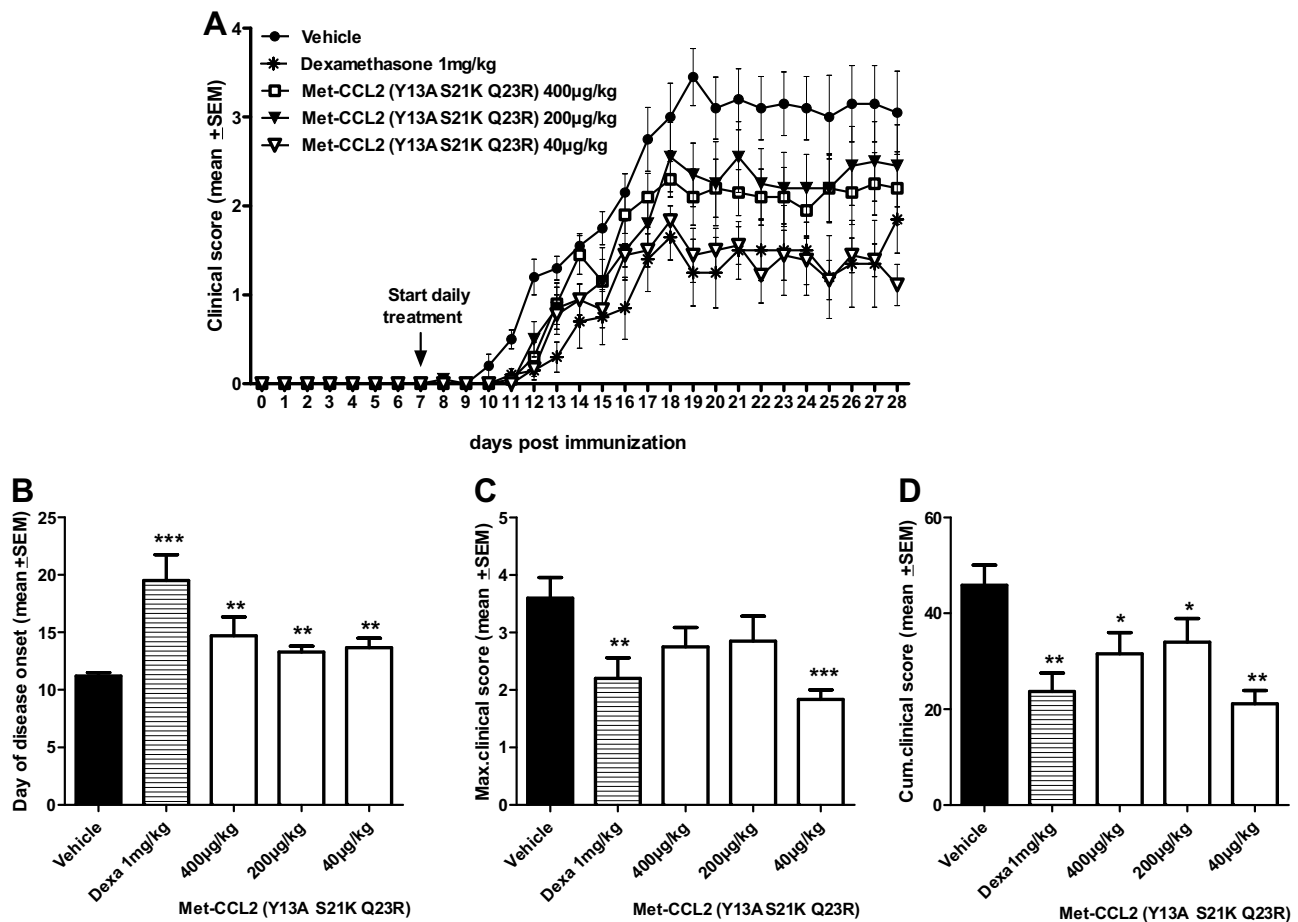 A
Clinical score (mean ±SEM)
4
3
2
1
0
Vehicle
Dexamethasone 1mg/kg
Met-CCL2 (Y13A S21K Q23R) 400µg/kg
Met-CCL2 (Y13A S21K Q23R) 200µg/kg
Met-CCL2 (Y13A S21K Q23R) 40µg/kg
Start daily
treatment
0 1 2 3 4 5 6 7 8 9 10 11 12 13 14 15 16 17 18 19 20 21 22 23 24 25 26 27 28
days post immunization
B
Day of disease onset (mean ±SEM)
25
20
15
10
5
0
***
**
**
**
Vehicle
Dexa 1mg/kg
400µg/kg
200µg/kg
40µg/kg
Met-CCL2 (Y13A S21K Q23R)
C
Max.clinical score (mean ±SEM)
5
4
3
2
1
0
**
***
Vehicle
Dexa 1mg/kg
400µg/kg
200µg/kg
40µg/kg
Met-CCL2 (Y13A S21K Q23R)
D
Cum.clinical score (mean ±SEM)
60
40
20
0
**
*
*
**
Vehicle
Dexa 1mg/kg
400µg/kg
200µg/kg
40µg/kg
Met-CCL2 (Y13A S21K Q23R)